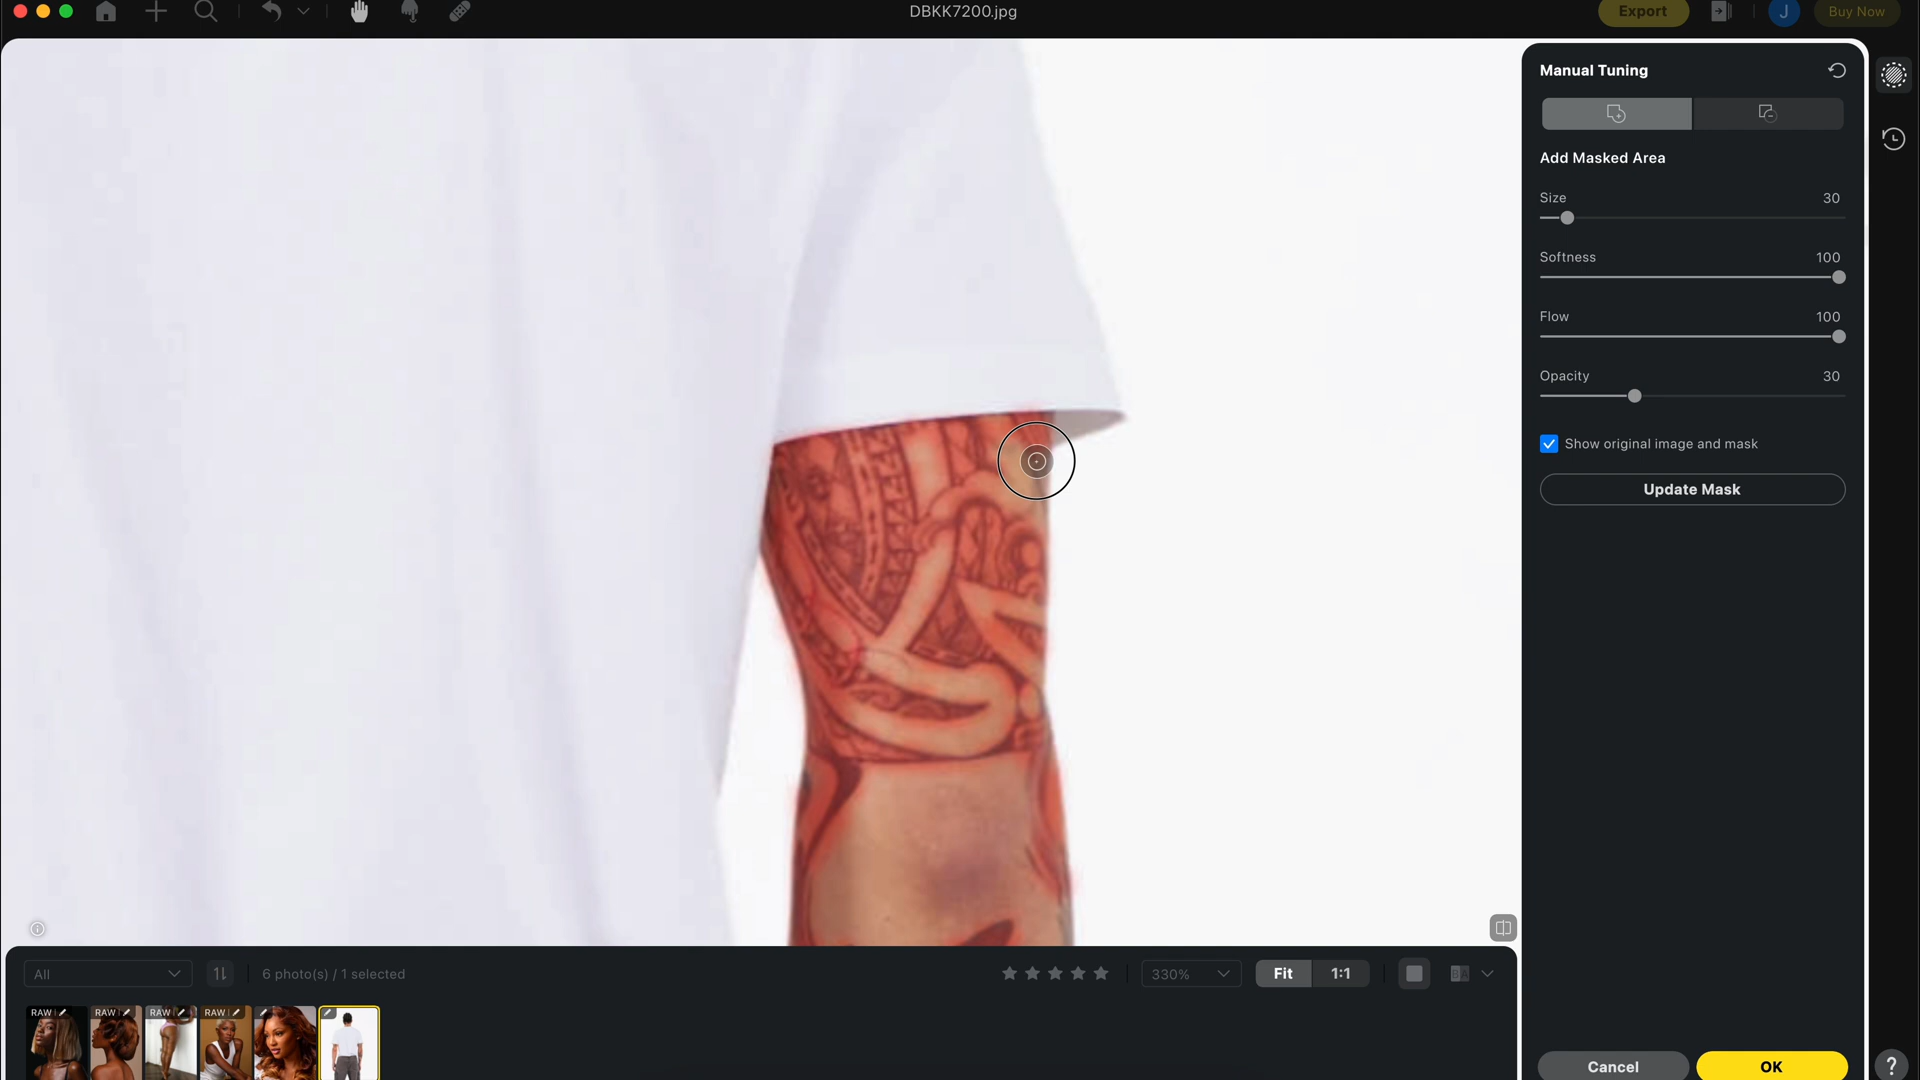 DBKK7200.jpg
Export
J
Buy Now
Manual Tuning
Add Masked Area
Size 30
Softness 100
Flow 100
Opacity 30
Show original image and mask
Update Mask
All
6 photo(s) / 1 selected
330%
Fit
1:1
RAW
RAW
RAW
RAW
Cancel
OK
?